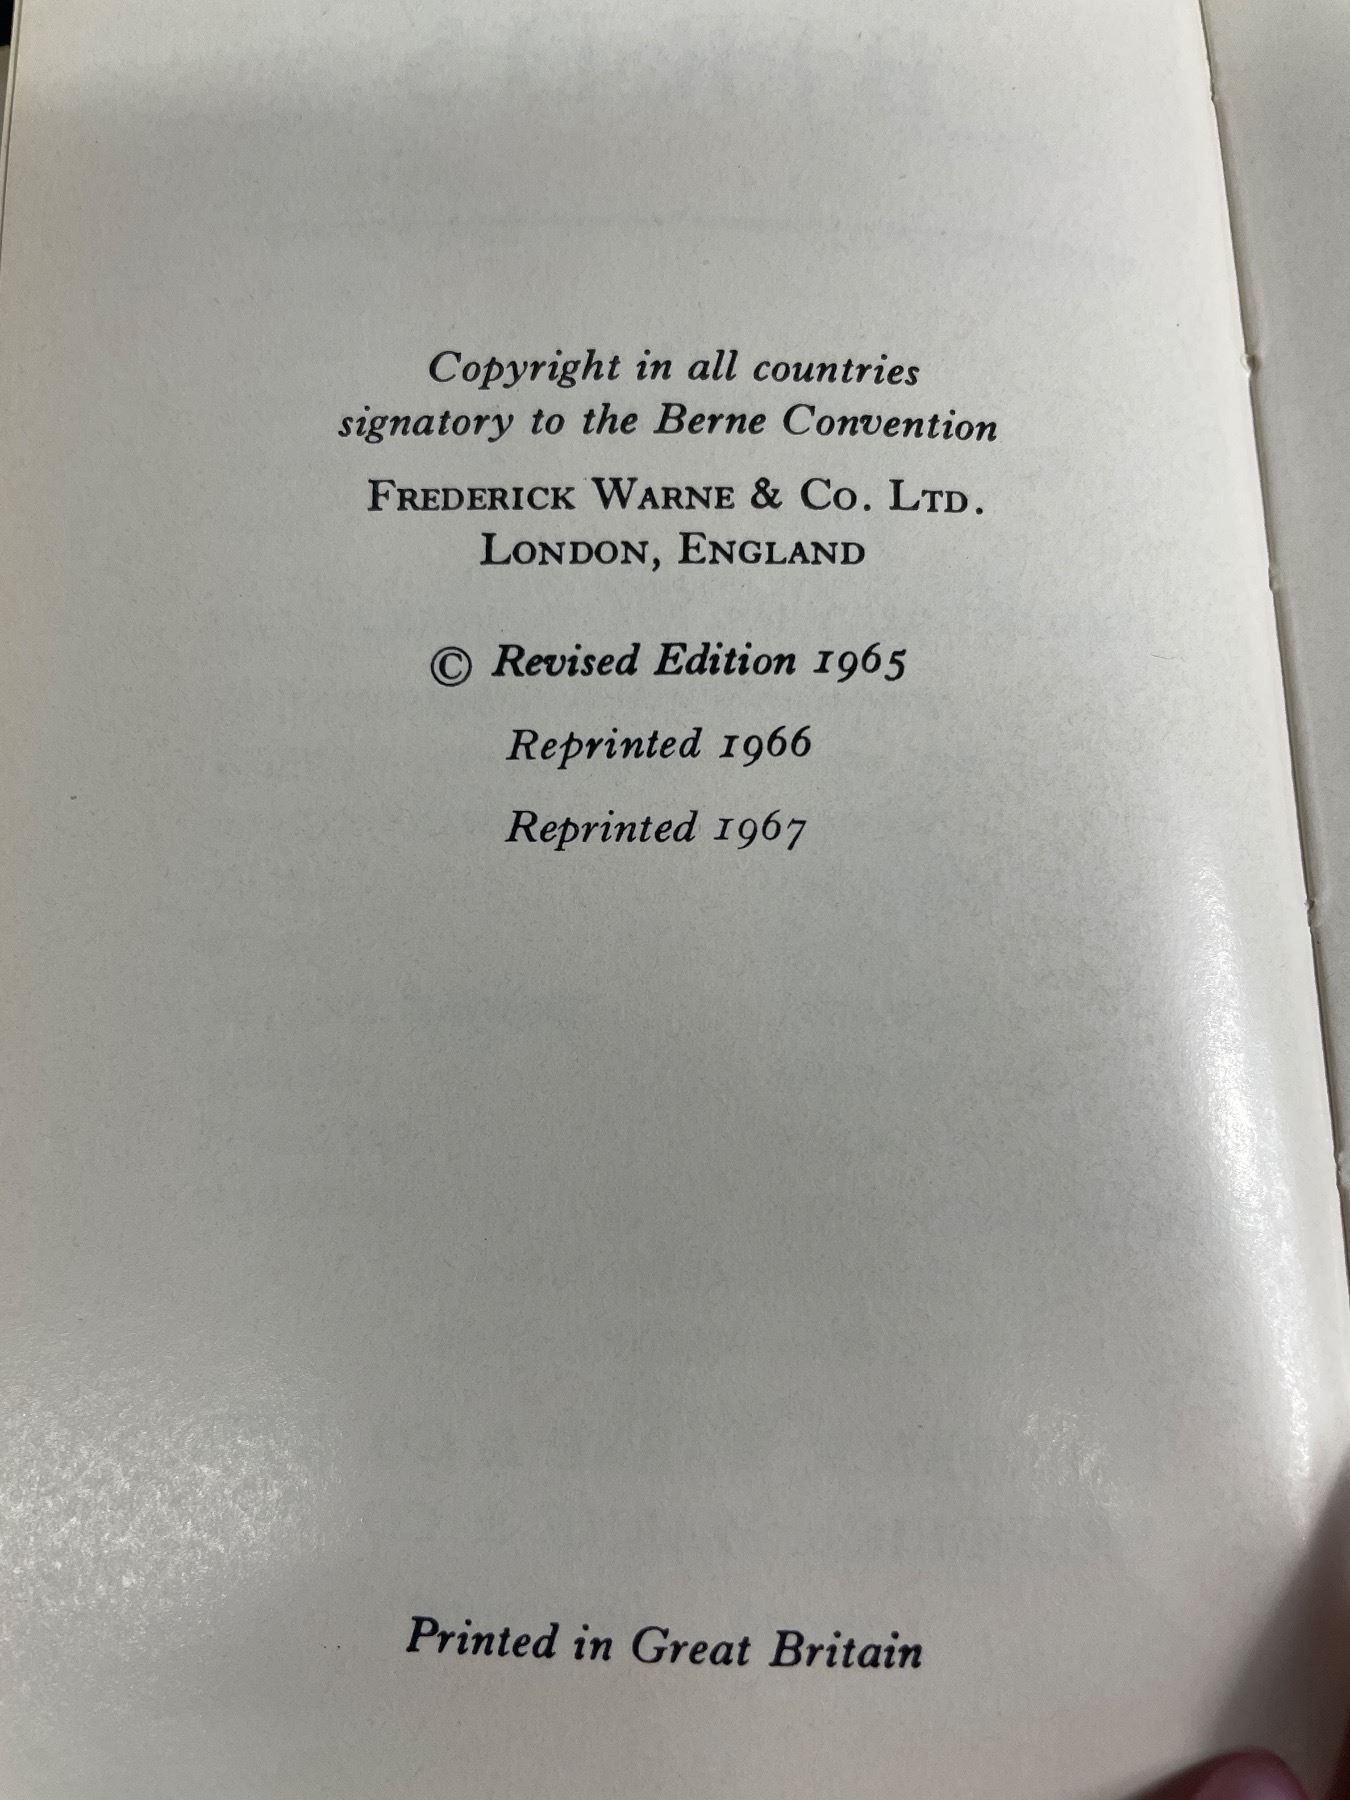 Copyright in all countries
signatory to the Berne Convention
FREDERICK WARNE & CO. LTD.
LONDON, ENGLAND
© Revised Edition 1965
Reprinted 1966
Reprinted 1967
Printed in Great Britain